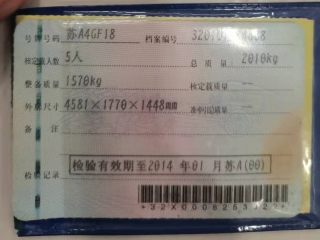 号牌号码 苏A4GF18 档案编号
核定载人数 5人 总质量 2010kg
整备质量 1570kg 核定载质量 --
外廓尺寸 4581×1770×1448 准牵引总质量 --
备注
检验记录 检验有效期至2014年01月苏A(00)